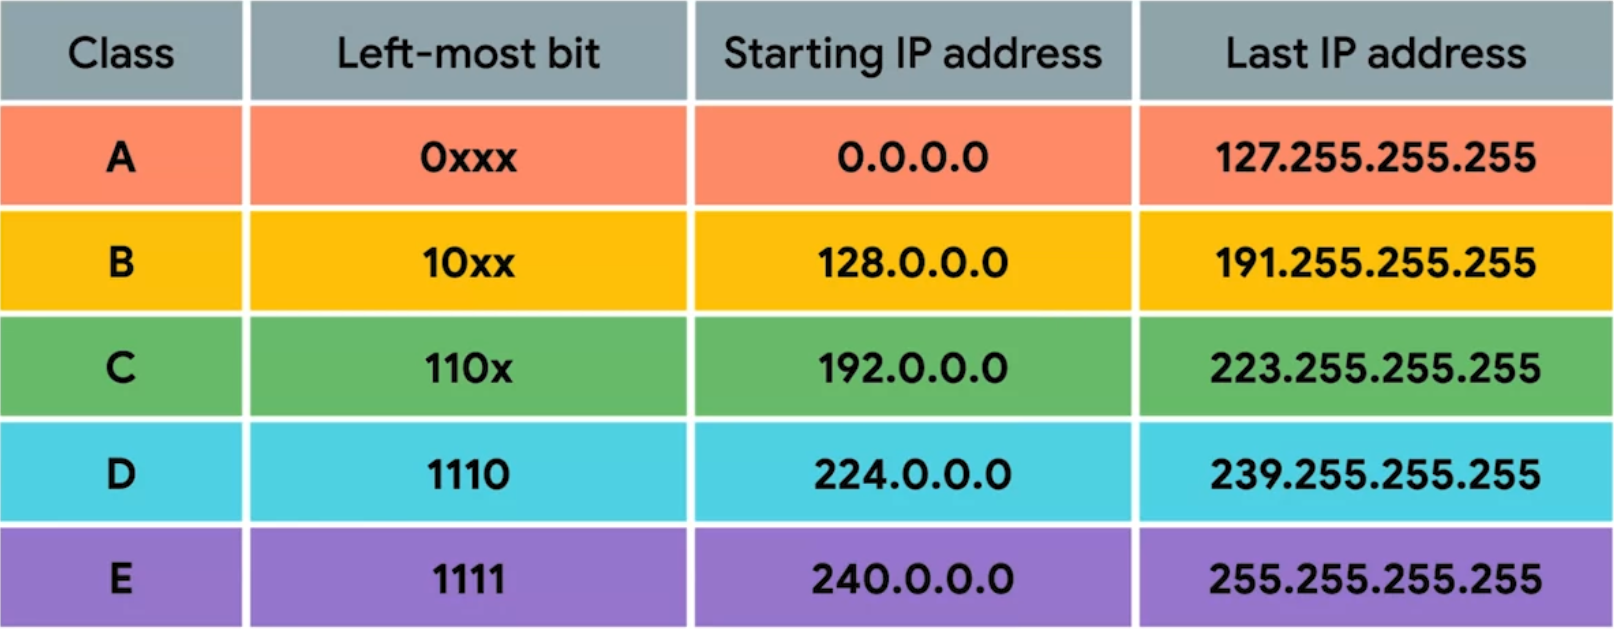 Class Left-most bit Starting IP address Last IP address
A 0xxx 0.0.0.0 127.255.255.255
B 10xx 128.0.0.0 191.255.255.255
C 110x 192.0.0.0 223.255.255.255
D 1110 224.0.0.0 239.255.255.255
E 1111 240.0.0.0 255.255.255.255